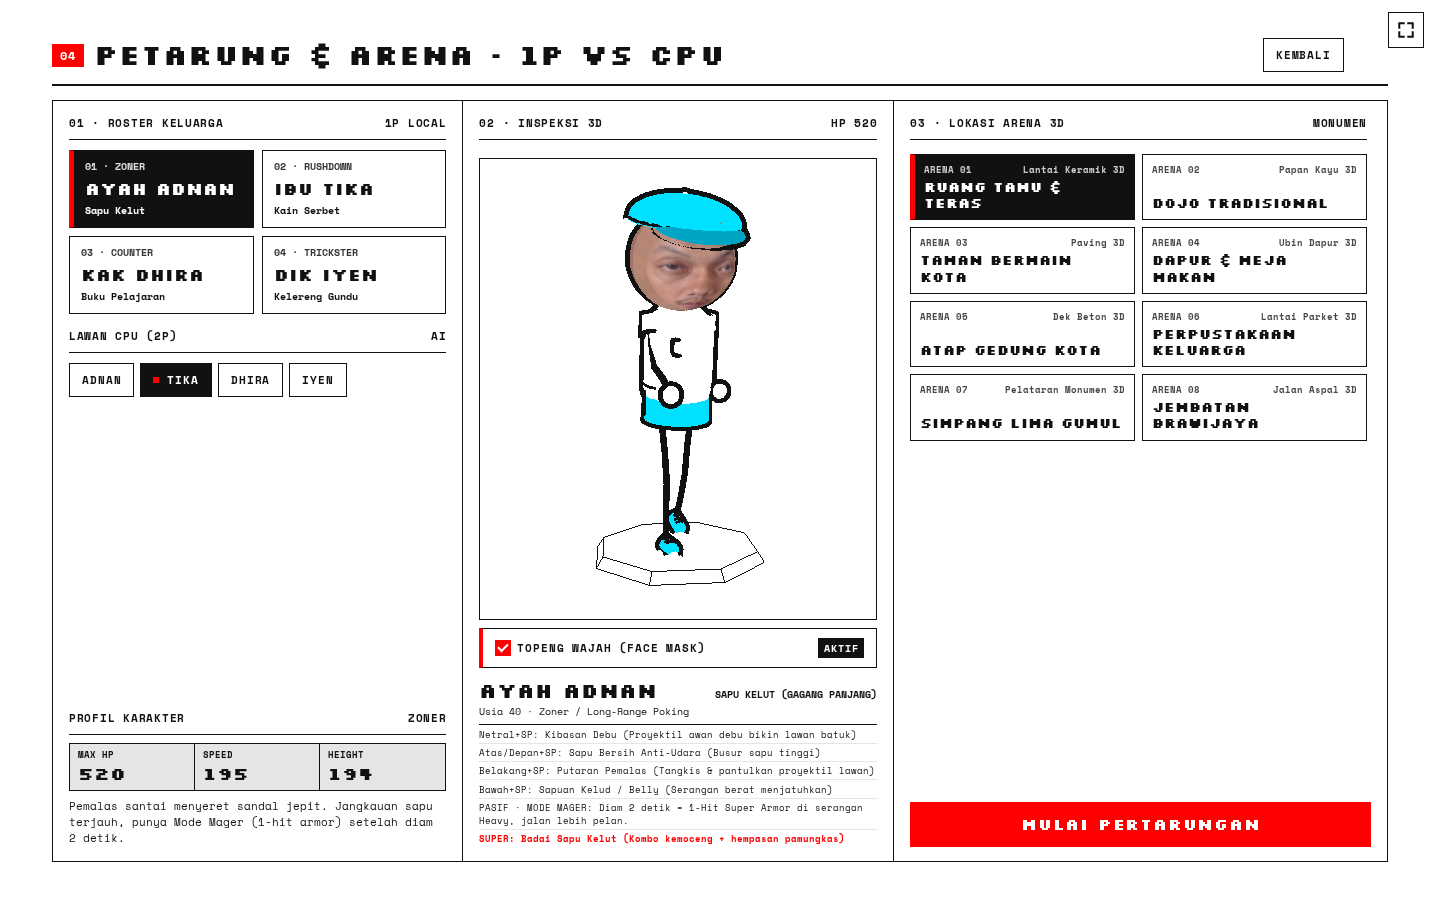 04 PETARUNG & ARENA - 1P VS CPU
KEMBALI
01 · ROSTER KELUARGA
1P LOCAL
01 · ZONER
AYAH ADNAN
Sapu Kelut
02 · RUSHDOWN
IBU TIKA
Kain Serbet
03 · COUNTER
KAK DHIRA
Buku Pelajaran
04 · TRICKSTER
DIK IYEN
Kelereng Gundu
LAWAN CPU (2P)
AI
ADNAN
TIKA
DHIRA
IYEN
PROFIL KARAKTER
ZONER
MAX HP
520
SPEED
195
HEIGHT
194
Pemalas santai menyeret sandal jepit. Jangkauan sapu
terjauh, punya Mode Mager (1-hit armor) setelah diam
2 detik.
02 · INSPEKSI 3D
HP 520
TOPENG WAJAH (FACE MASK)
AKTIF
AYAH ADNAN
SAPU KELUT (GAGANG PANJANG)
Usia 40 · Zoner / Long-Range Poking
Netral+SP: Kibasan Debu (Proyektil awan debu bikin lawan batuk)
Atas/Depan+SP: Sapu Bersih Anti-Udara (Busur sapu tinggi)
Belakang+SP: Putaran Pemalas (Tangkis & pantulkan proyektil lawan)
Bawah+SP: Sapuan Kelud / Belly (Serangan berat menjatuhkan)
PASIF · MODE MAGER: Diam 2 detik = 1-Hit Super Armor di serangan
Heavy, jalan lebih pelan.
SUPER: Badai Sapu Kelut (Kombo kemoceng + hempasan pamungkas)
03 · LOKASI ARENA 3D
MONUMEN
ARENA 01
Lantai Keramik 3D
RUANG TAMU &
TERAS
ARENA 02
Papan Kayu 3D
DOJO TRADISIONAL
ARENA 03
Paving 3D
TAMAN BERMAIN
KOTA
ARENA 04
Ubin Dapur 3D
DAPUR & MEJA
MAKAN
ARENA 05
Dek Beton 3D
ATAP GEDUNG KOTA
ARENA 06
Lantai Parket 3D
PERPUSTAKAAN
KELUARGA
ARENA 07
Pelataran Monumen 3D
SIMPANG LIMA GUMUL
ARENA 08
Jalan Aspal 3D
JEMBATAN
BRAWIJAYA
MULAI PERTARUNGAN